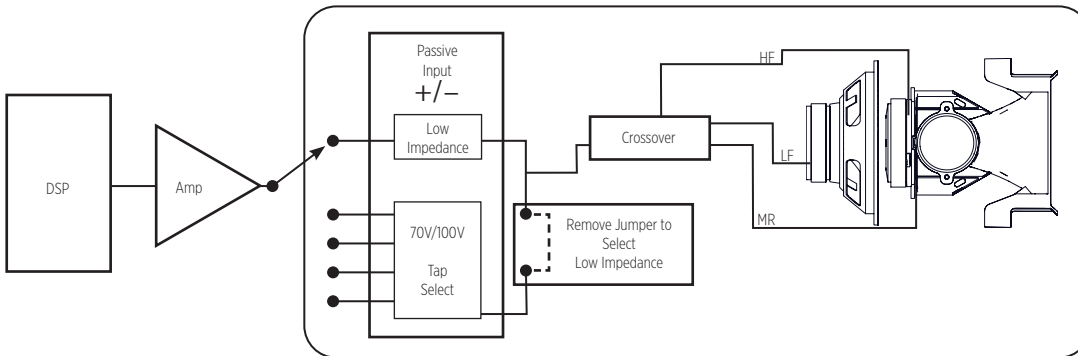 DSP
Amp
Passive
Input
+/−
Low
Impedance
70V/100V
Tap
Select
Remove Jumper to
Select
Low Impedance
Crossover
HF
LF
MR